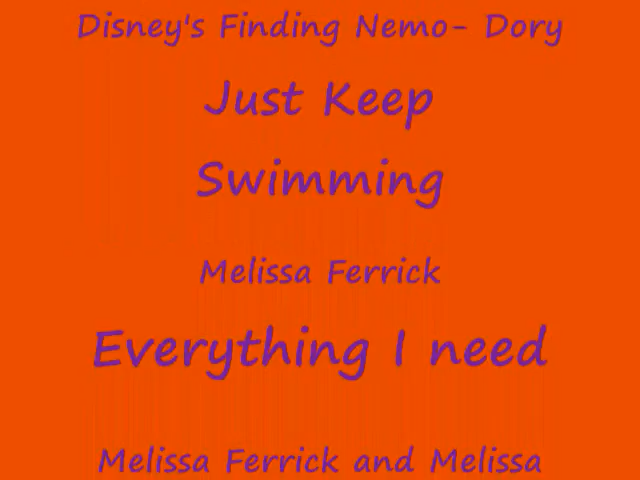 Disney's Finding Nemo- Dory
Just Keep
Swimming
Melissa Ferrick
Everything I need
Melissa Ferrick and Melissa